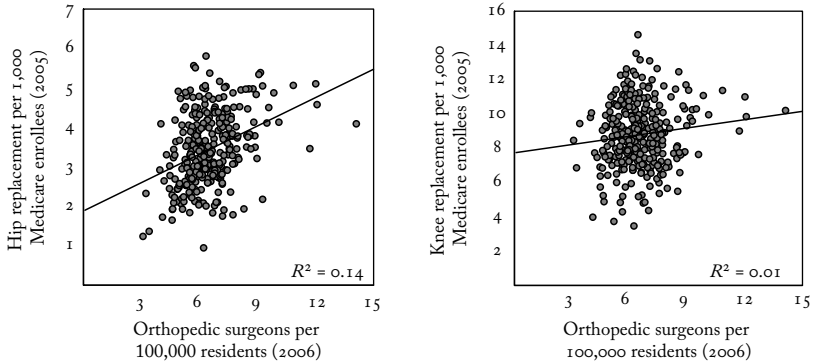 Hip replacement per 1,000
Medicare enrollees (2005)
7
6
5
4
3
2
1
R² = 0.14
3 6 9 12 15
Orthopedic surgeons per
100,000 residents (2006)
Knee replacement per 1,000
Medicare enrollees (2005)
16
14
12
10
8
6
4
2
R² = 0.01
3 6 9 12 15
Orthopedic surgeons per
100,000 residents (2006)